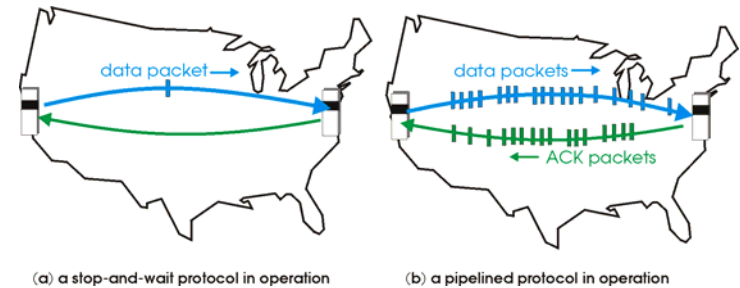 data packet
data packets
ACK packets
(a) a stop-and-wait protocol in operation
(b) a pipelined protocol in operation